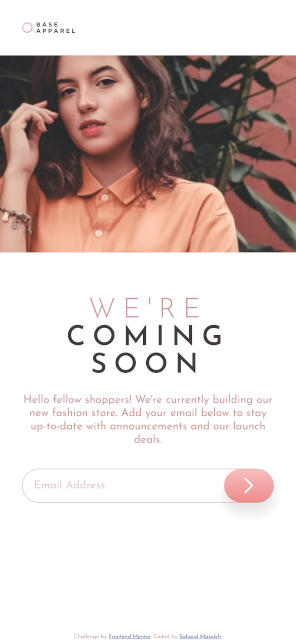 BASE
APPAREL
WE'RE
COMING
SOON
Hello fellow shoppers! We're currently building our
new fashion store. Add your email below to stay
up-to-date with announcements and our launch
deals.
Email Address
Challenge by Frontend Mentor. Coded by Sahand Masaleh.